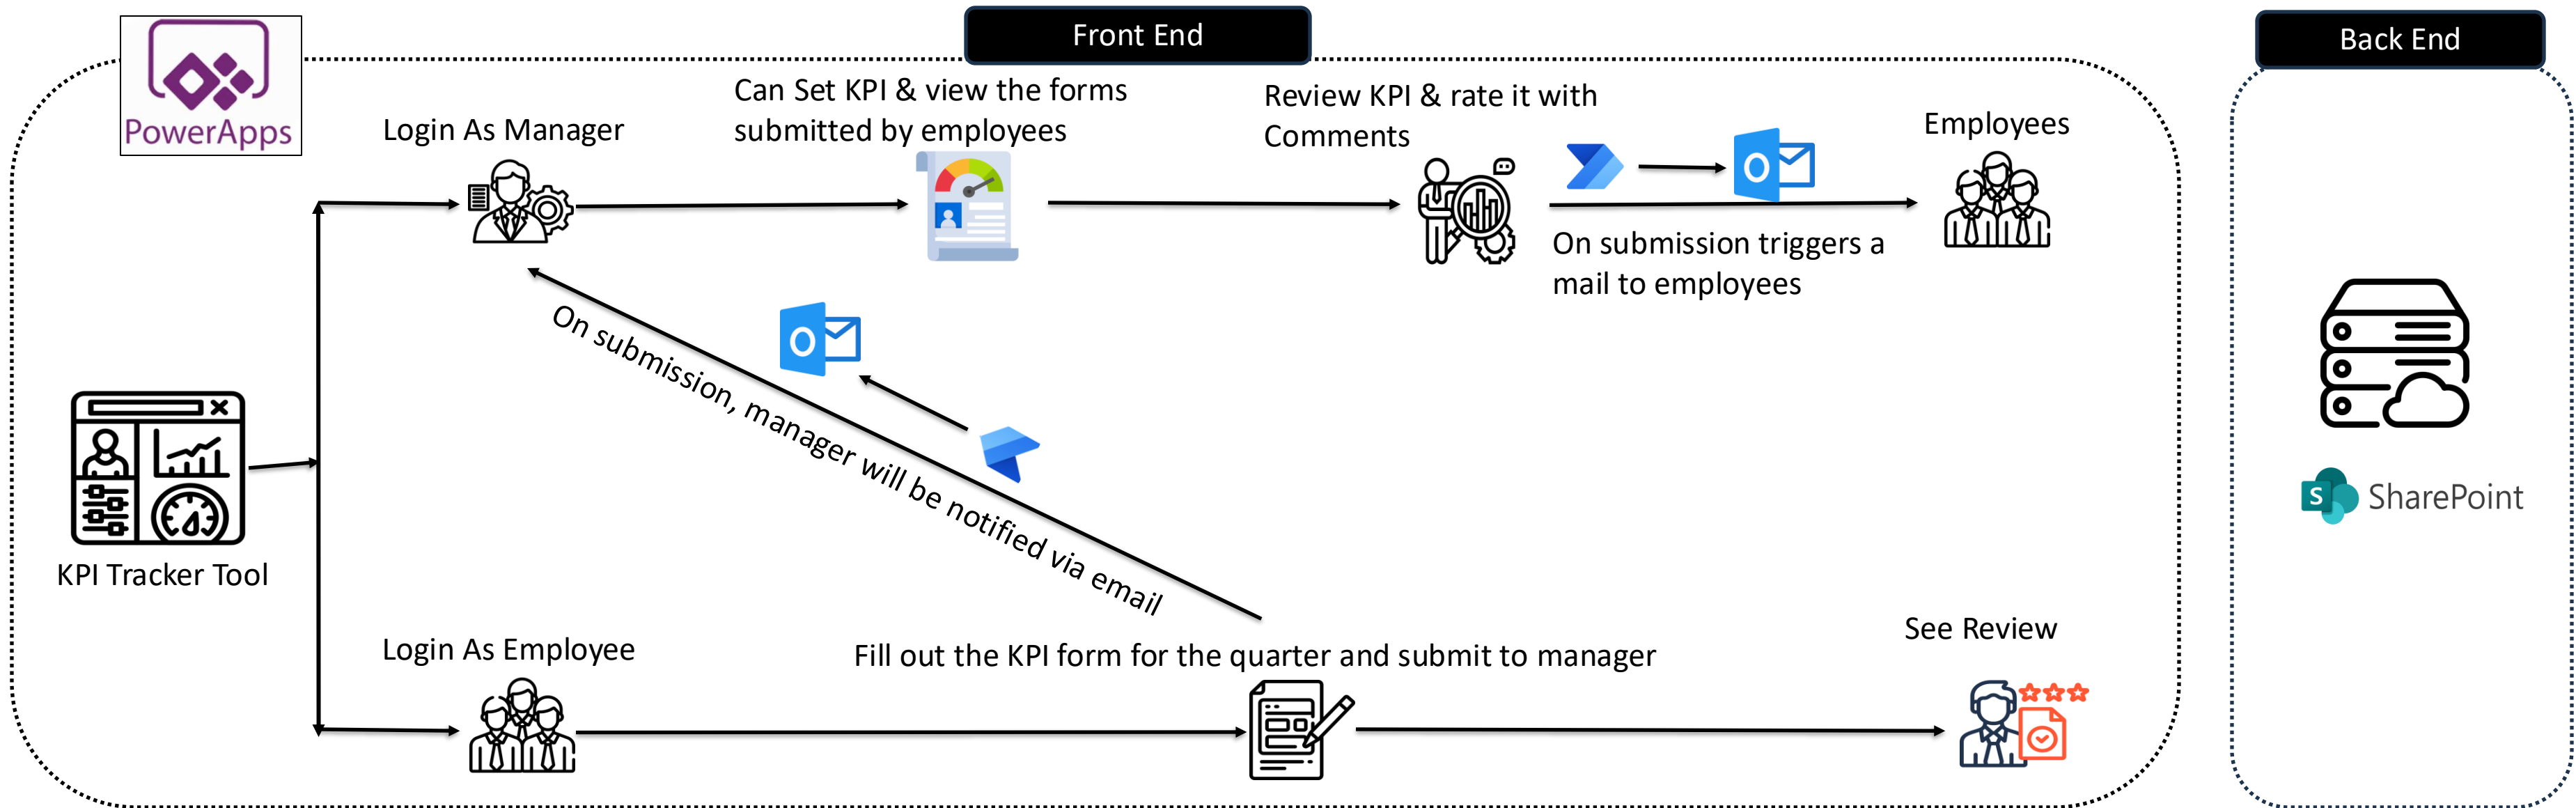 Front End
Back End
PowerApps
Login As Manager
Can Set KPI & view the forms
submitted by employees
Review KPI & rate it with
Comments
Employees
On submission triggers a
mail to employees
On submission, manager will be notified via email
KPI Tracker Tool
Login As Employee
Fill out the KPI form for the quarter and submit to manager
See Review
S SharePoint
O
O